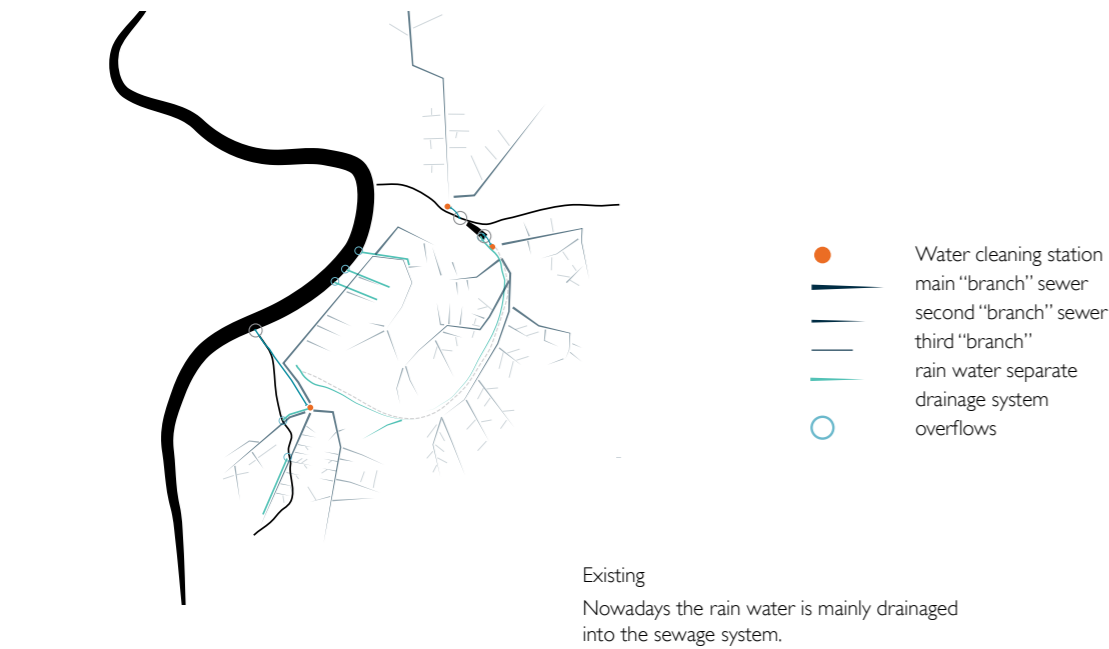 Water cleaning station
main “branch” sewer
second “branch” sewer
third “branch”
rain water separate
drainage system
overflows
Existing
Nowadays the rain water is mainly drainaged
into the sewage system.